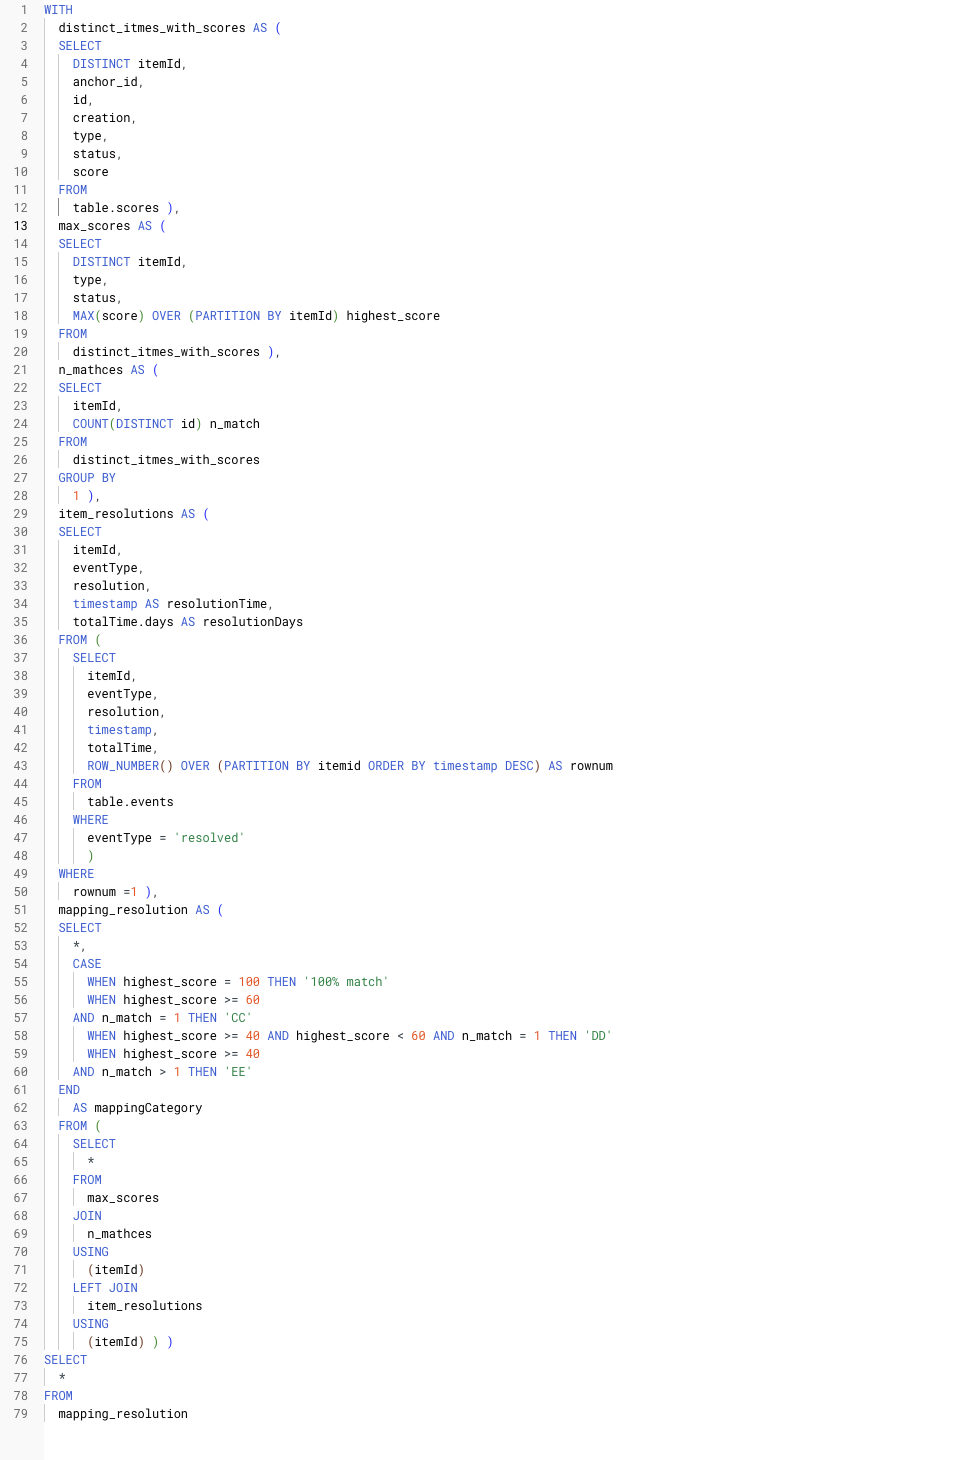 1 WITH
2 distinct_itmes_with_scores AS (
3 SELECT
4 DISTINCT itemId,
5 anchor_id,
6 id,
7 creation,
8 type,
9 status,
10 score
11 FROM
12 table.scores ),
13 max_scores AS (
14 SELECT
15 DISTINCT itemId,
16 type,
17 status,
18 MAX(score) OVER (PARTITION BY itemId) highest_score
19 FROM
20 distinct_itmes_with_scores ),
21 n_mathces AS (
22 SELECT
23 itemId,
24 COUNT(DISTINCT id) n_match
25 FROM
26 distinct_itmes_with_scores
27 GROUP BY
28 1 ),
29 item_resolutions AS (
30 SELECT
31 itemId,
32 eventType,
33 resolution,
34 timestamp AS resolutionTime,
35 totalTime.days AS resolutionDays
36 FROM (
37 SELECT
38 itemId,
39 eventType,
40 resolution,
41 timestamp,
42 totalTime,
43 ROW_NUMBER() OVER (PARTITION BY itemid ORDER BY timestamp DESC) AS rownum
44 FROM
45 table.events
46 WHERE
47 eventType = 'resolved'
48 )
49 WHERE
50 rownum =1 ),
51 mapping_resolution AS (
52 SELECT
53 *,
54 CASE
55 WHEN highest_score = 100 THEN '100% match'
56 WHEN highest_score >= 60
57 AND n_match = 1 THEN 'CC'
58 WHEN highest_score >= 40 AND highest_score < 60 AND n_match = 1 THEN 'DD'
59 WHEN highest_score >= 40
60 AND n_match > 1 THEN 'EE'
61 END
62 AS mappingCategory
63 FROM (
64 SELECT
65 *
66 FROM
67 max_scores
68 JOIN
69 n_mathces
70 USING
71 (itemId)
72 LEFT JOIN
73 item_resolutions
74 USING
75 (itemId) ) )
76 SELECT
77 *
78 FROM
79 mapping_resolution